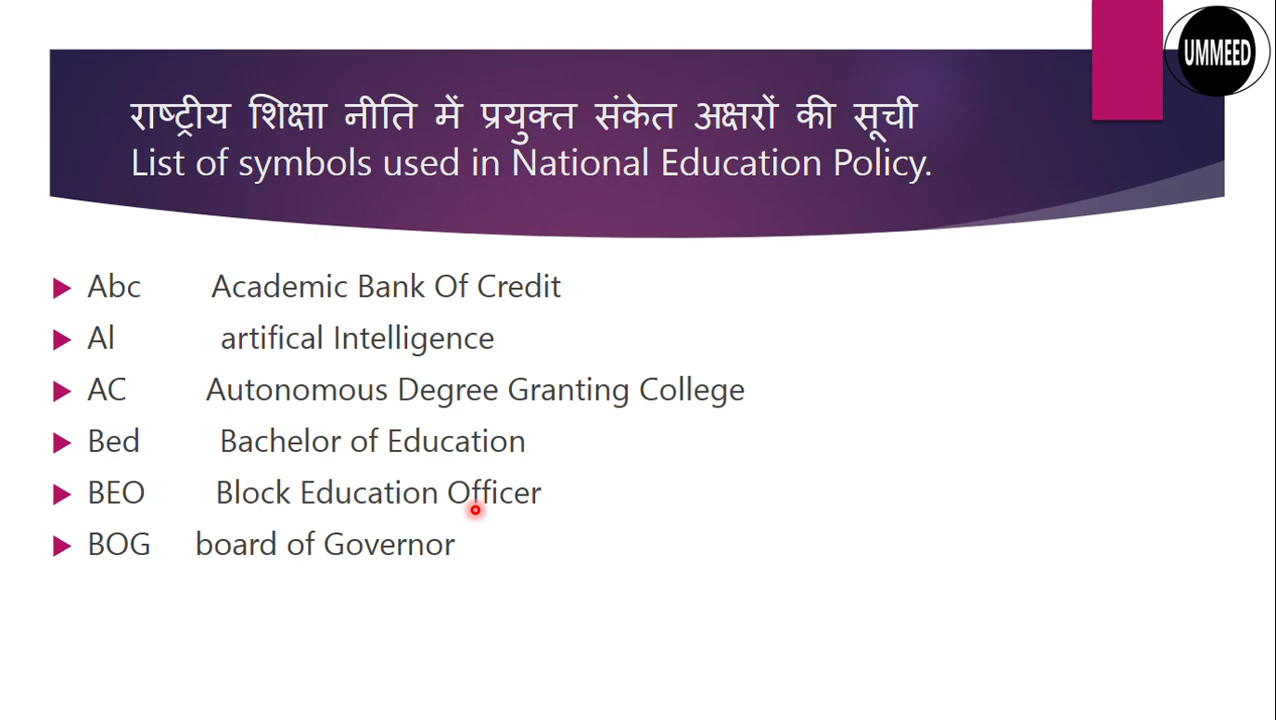 UMMEED
राष्ट्रीय शिक्षा नीति में प्रयुक्त संकेत अक्षरों की सूची
List of symbols used in National Education Policy.
Abc Academic Bank Of Credit
Al artifical Intelligence
AC Autonomous Degree Granting College
Bed Bachelor of Education
BEO Block Education Officer
BOG board of Governor